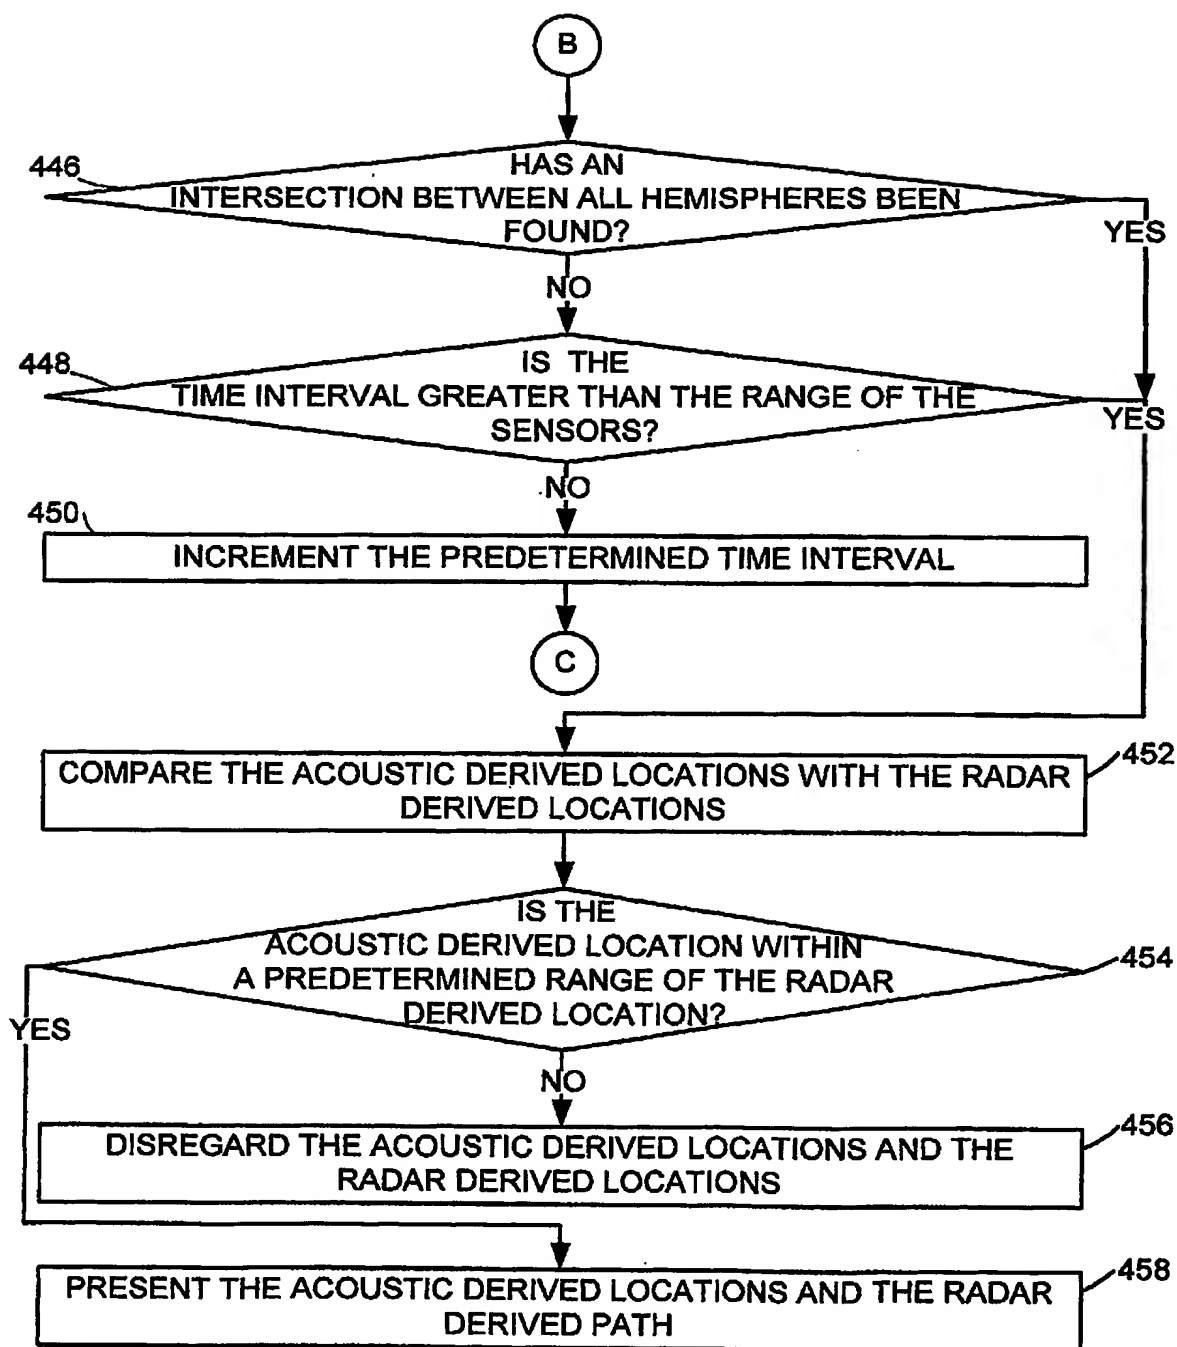 B
446
HAS AN
INTERSECTION BETWEEN ALL HEMISPHERES BEEN
FOUND?
YES
NO
448
IS THE
TIME INTERVAL GREATER THAN THE RANGE OF THE
SENSORS?
YES
NO
450
INCREMENT THE PREDETERMINED TIME INTERVAL
C
452
COMPARE THE ACOUSTIC DERIVED LOCATIONS WITH THE RADAR
DERIVED LOCATIONS
IS THE
ACOUSTIC DERIVED LOCATION WITHIN
A PREDETERMINED RANGE OF THE RADAR
DERIVED LOCATION?
454
YES
NO
456
DISREGARD THE ACOUSTIC DERIVED LOCATIONS AND THE
RADAR DERIVED LOCATIONS
458
PRESENT THE ACOUSTIC DERIVED LOCATIONS AND THE RADAR
DERIVED PATH